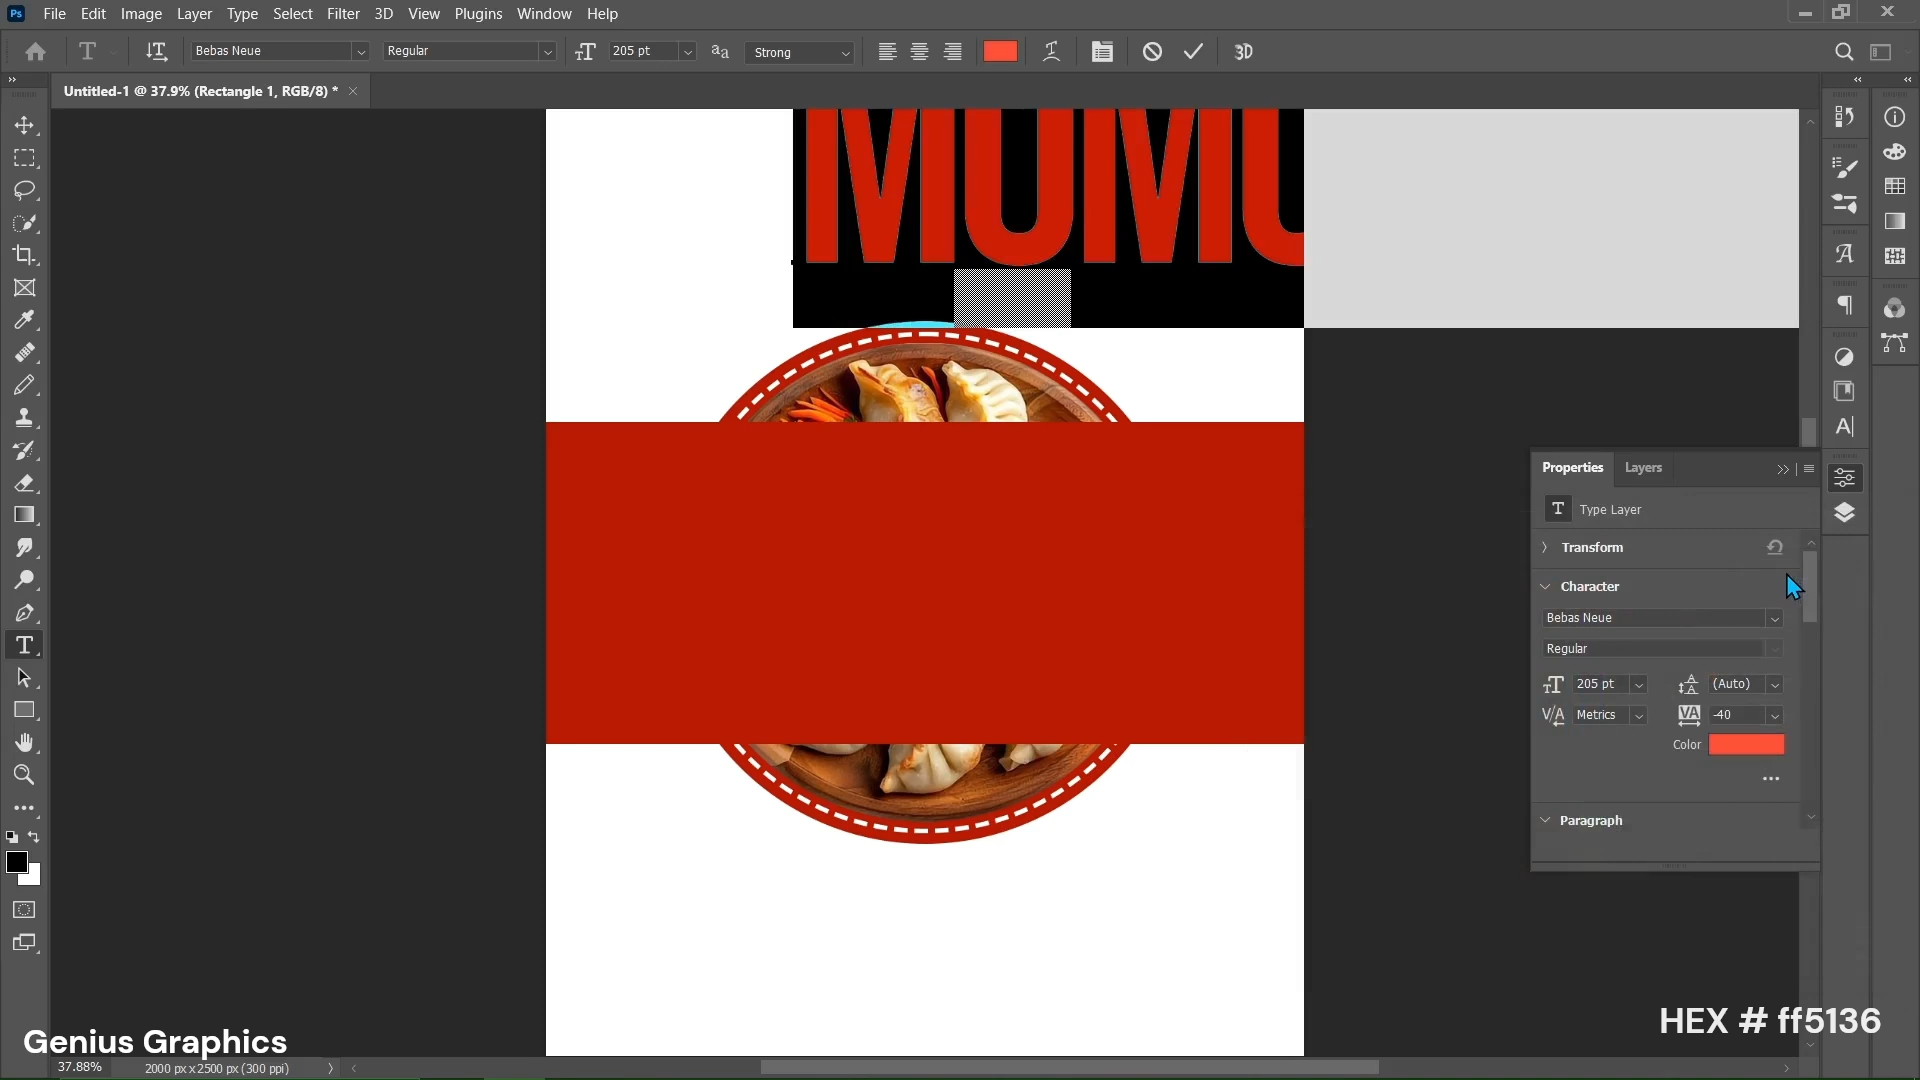 Ps File Edit Image Layer Type Select Filter 3D View Plugins Window Help
Bebas Neue Regular 205 pt aa Strong 3D
Untitled-1 @ 37.9% (Rectangle 1, RGB/8) *
MOMO
Properties Layers
T Type Layer
Transform
Character
Bebas Neue
Regular
205 pt (Auto)
Metrics -40
Color
Paragraph
HEX # ff5136
Genius Graphics
37.88% 2000 px x 2500 px (300 ppi)